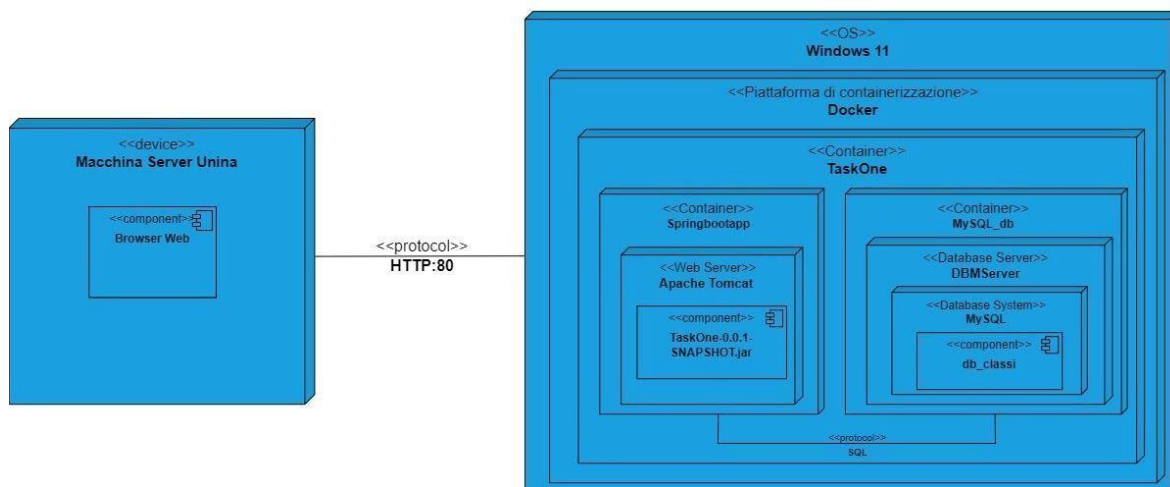 <<OS>>
Windows 11
<<Piattaforma di containerizzazione>>
Docker
<<device>>
Macchina Server Unina
<<component>>
Browser Web
<<protocol>>
HTTP:80
<<Container>>
TaskOne
<<Container>>
Springbootapp
<<Web Server>>
Apache Tomcat
<<component>>
TaskOne-0.0.1-
SNAPSHOT.jar
<<Container>>
MySQL_db
<<Database Server>>
DBMServer
<<Database System>>
MySQL
<<component>>
db_classi
<<protocol>>
SQL